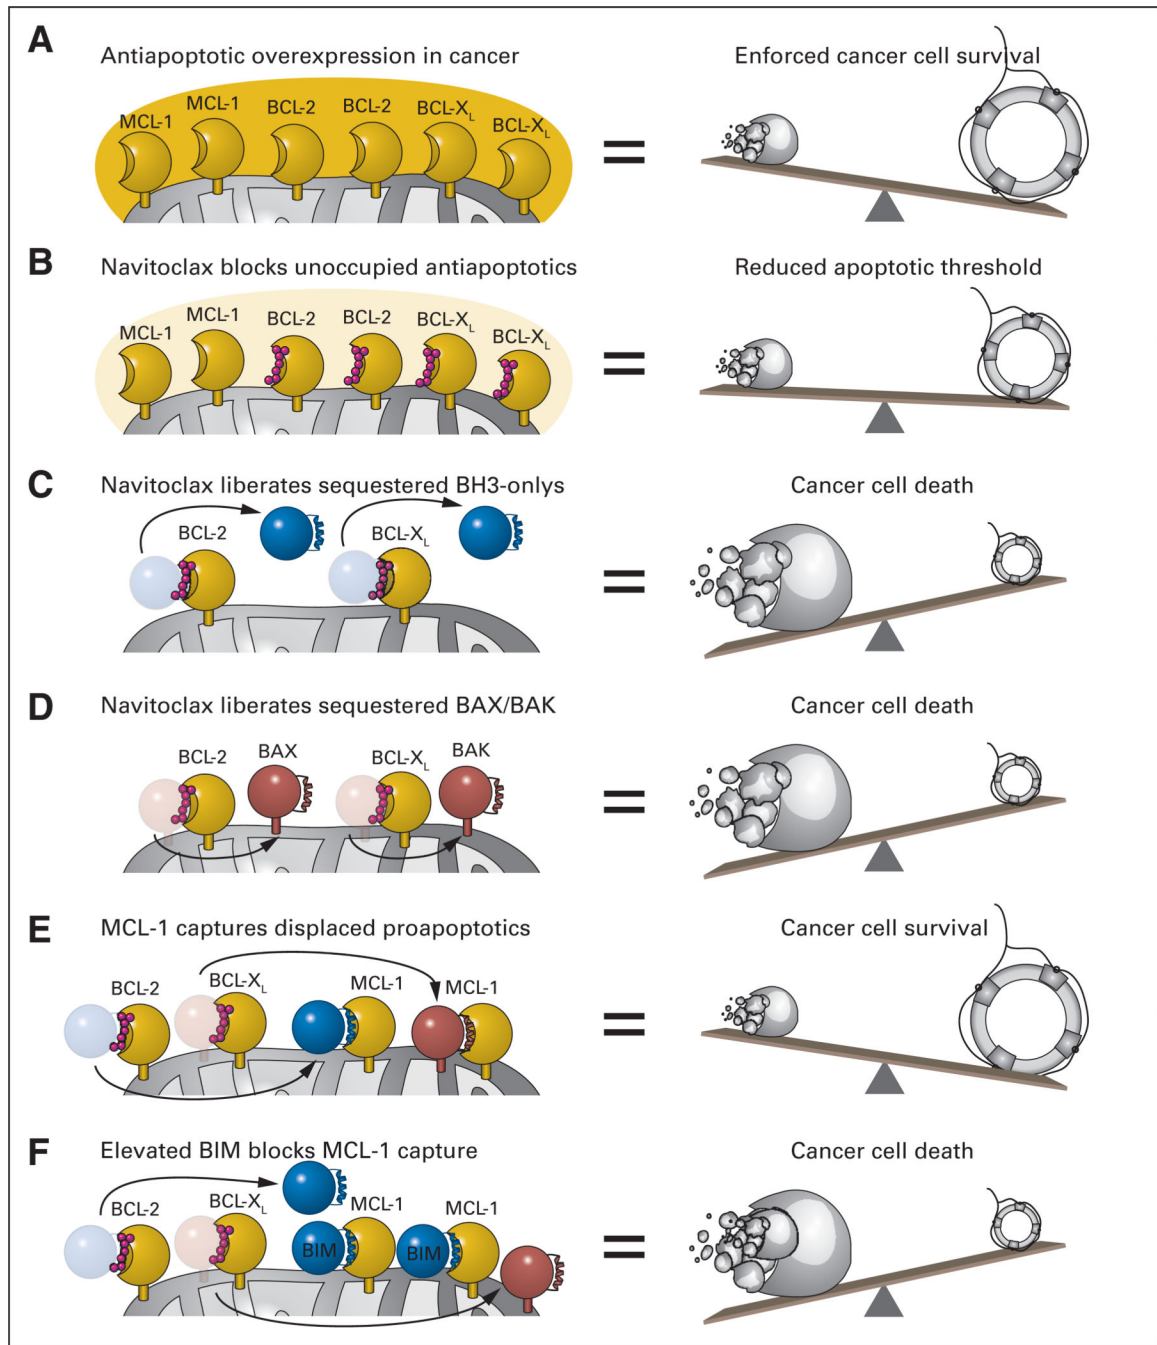 A
Antiapoptotic overexpression in cancer
Enforced cancer cell survival
MCL-1
MCL-1
BCL-2
BCL-2
BCL-XL
BCL-XL
=
B
Navitoclax blocks unoccupied antiapoptotics
Reduced apoptotic threshold
MCL-1
MCL-1
BCL-2
BCL-2
BCL-XL
BCL-XL
=
C
Navitoclax liberates sequestered BH3-onlys
Cancer cell death
BCL-2
BCL-XL
=
D
Navitoclax liberates sequestered BAX/BAK
Cancer cell death
BCL-2
BAX
BCL-XL
BAK
=
E
MCL-1 captures displaced proapoptotics
Cancer cell survival
BCL-2
BCL-XL
MCL-1
MCL-1
=
F
Elevated BIM blocks MCL-1 capture
Cancer cell death
BCL-2
BCL-XL
MCL-1
MCL-1
BIM
BIM
=